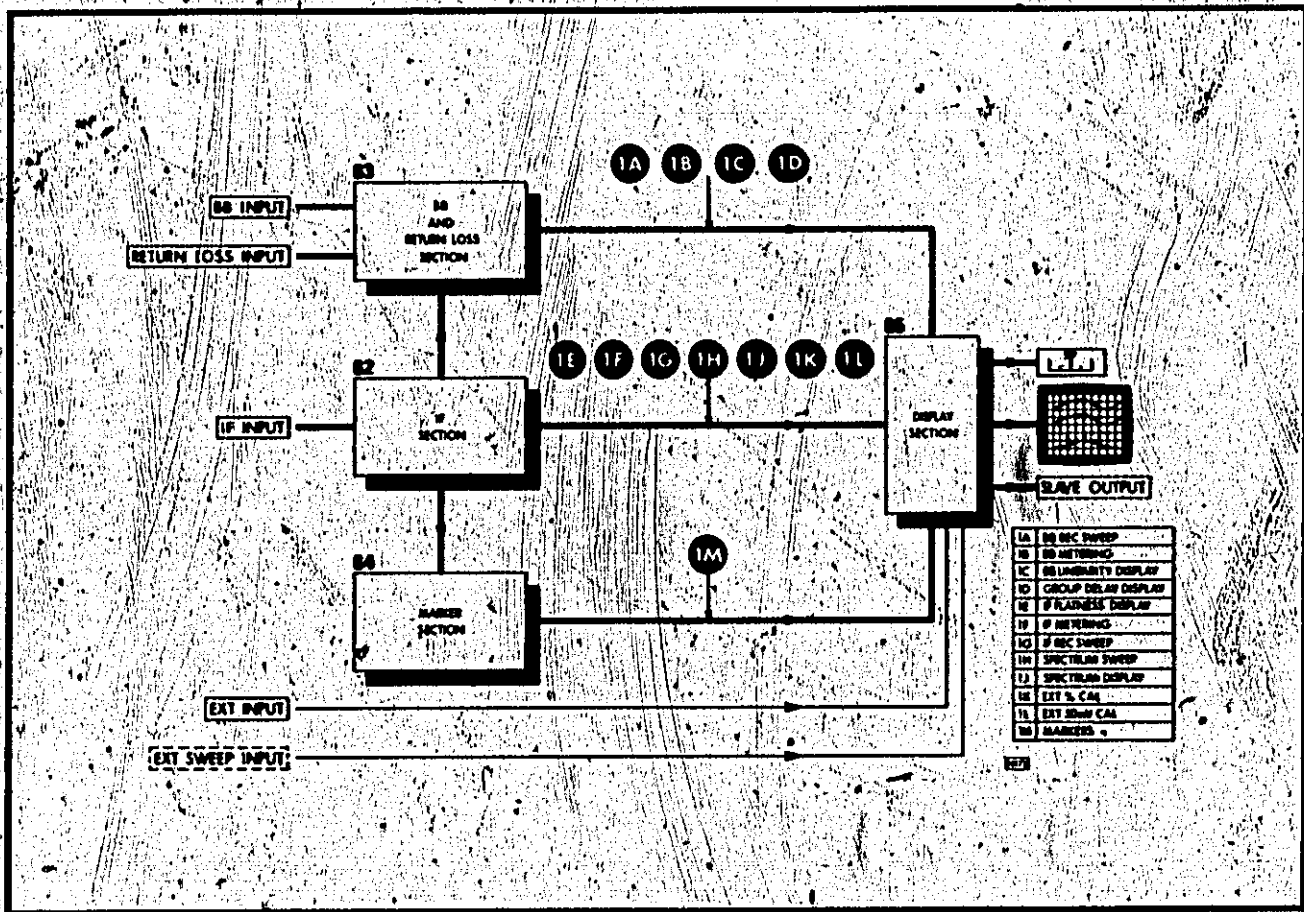 1A 1B 1C 1D
BB INPUT
RETURN LOSS INPUT
BB
AND
RETURN LOSS
SECTION
1E 1F 1G 1H 1J 1K 1L
IF INPUT
IF
SECTION
DISPLAY
SECTION
SLAVE OUTPUT
1M
MARKER
SECTION
EXT INPUT
EXT SWEEP INPUT
1A BB REC SWEEP
1B BB METERING
1C BB LINEARITY DISPLAY
1D GROUP DELAY DISPLAY
1E IF FLATNESS DISPLAY
1F IF METERING
1G IF REC SWEEP
1H SPECTRUM SWEEP
1J SPECTRUM DISPLAY
1K EXT % CAL
1L EXT 50mV CAL
1M MARKERS